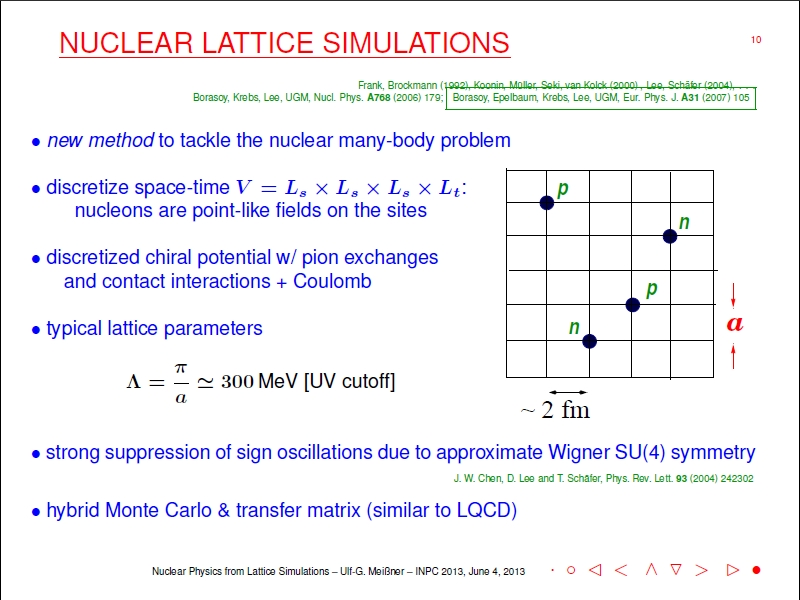 NUCLEAR LATTICE SIMULATIONS
10
Frank, Brockmann (1992), Koonin, Müller, Seki, van Kolck (2000) , Lee, Schäfer (2004), . . .
Borasoy, Krebs, Lee, UGM, Nucl. Phys. A768 (2006) 179; Borasoy, Epelbaum, Krebs, Lee, UGM, Eur. Phys. J. A31 (2007) 105
• new method to tackle the nuclear many-body problem
• discretize space-time V = Ls × Ls × Ls × Lt:
nucleons are point-like fields on the sites
• discretized chiral potential w/ pion exchanges
and contact interactions + Coulomb
• typical lattice parameters
Λ = π/a ≃ 300 MeV [UV cutoff]
p
n
p
n
a
~ 2 fm
• strong suppression of sign oscillations due to approximate Wigner SU(4) symmetry
J. W. Chen, D. Lee and T. Schäfer, Phys. Rev. Lett. 93 (2004) 242302
• hybrid Monte Carlo & transfer matrix (similar to LQCD)
Nuclear Physics from Lattice Simulations – Ulf-G. Meißner – INPC 2013, June 4, 2013 · ○ ◁ < ∧ ▽ > ▷ •